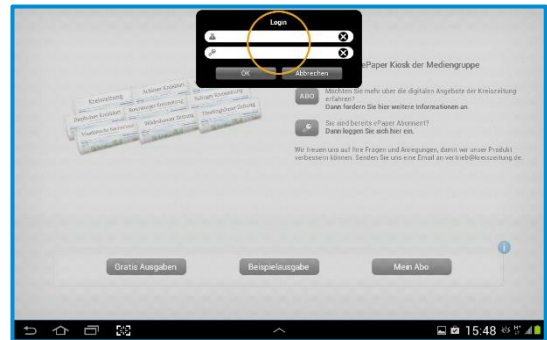 Login
OK Abbrechen
ePaper Kiosk der Mediengruppe
Kreiszeitung
Achimer Kreisblatt
ABO
Möchten Sie mehr über die digitalen Angebote der Kreiszeitung
erfahren?
Dann fordern Sie hier weitere Informationen an.
Sie sind bereits ePaper Abonnent?
Dann loggen Sie sich hier ein.
Wir freuen uns auf Ihre Fragen und Anregungen, damit wir unser Produkt
verbessern können. Senden Sie uns eine Email an vertrieb@kreiszeitung.de.
i
Gratis Ausgaben
Beispielausgabe
Mein Abo
15:48